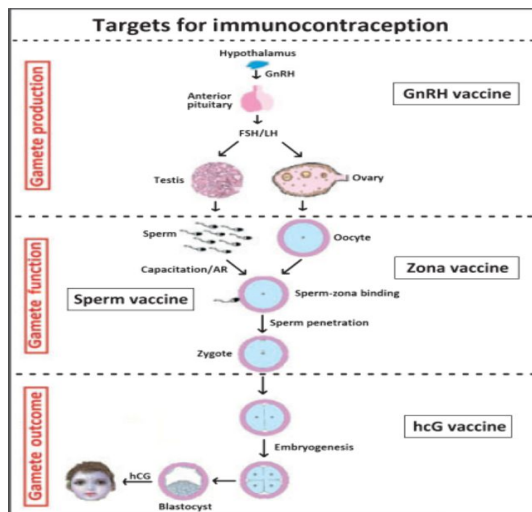 Targets for immunocontraception
Hypothalamus
GnRH
Anterior
pituitary
GnRH vaccine
Gamete production
FSH/LH
Testis
Ovary
Sperm
Oocyte
Capacitation/AR
Zona vaccine
Sperm vaccine
Sperm-zona binding
Gamete function
Sperm penetration
Zygote
hcG vaccine
Embryogenesis
Gamete outcome
hCG
Blastocyst